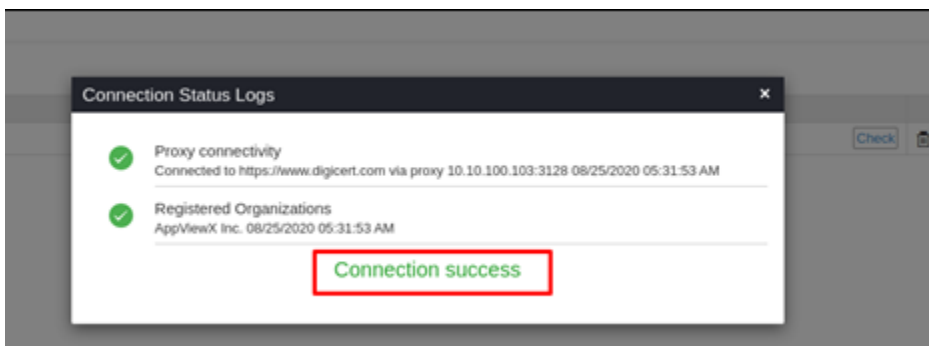 Connection Status Logs ×
Check
Proxy connectivity
Connected to https://www.digicert.com via proxy 10.10.100.103:3128 08/25/2020 05:31:53 AM
Registered Organizations
AppViewX Inc. 08/25/2020 05:31:53 AM
Connection success